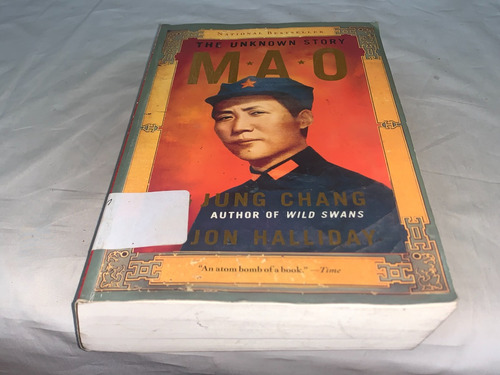 NATIONAL BESTSELLER
THE UNKNOWN STORY
M·A·O
JUNG CHANG
AUTHOR OF WILD SWANS
JON HALLIDAY
"An atom bomb of a book." —Time